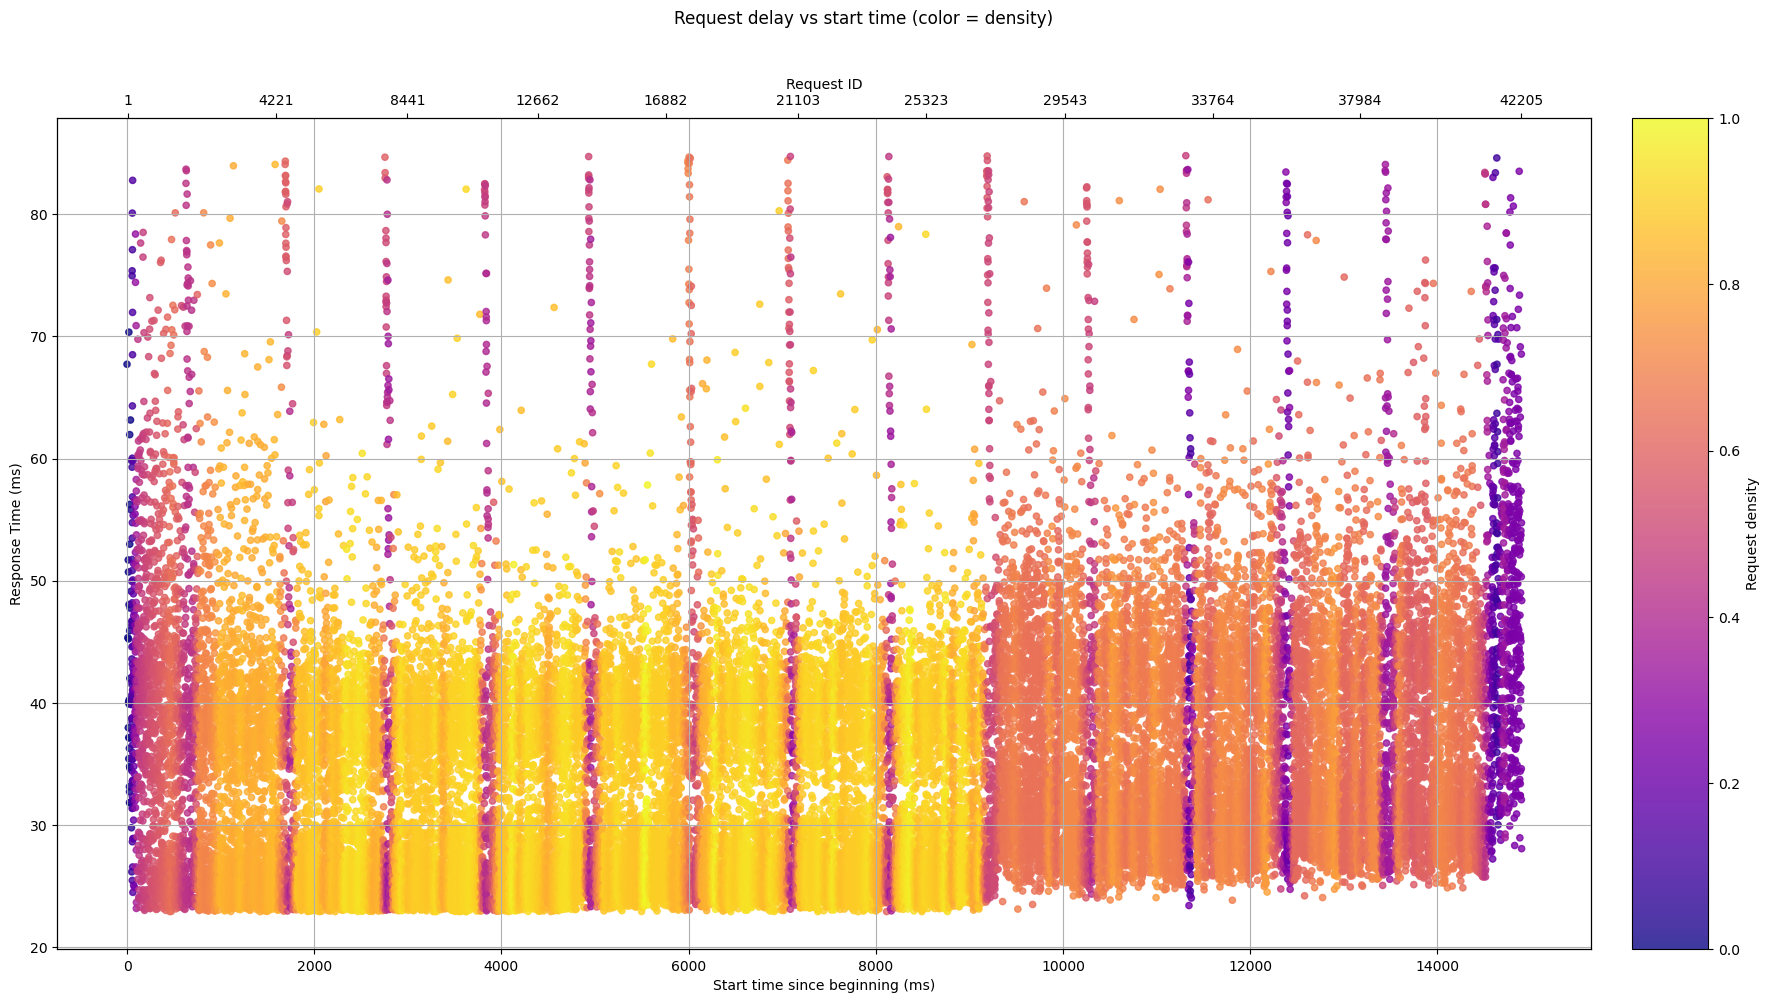 Request delay vs start time (color = density)
Request ID
1 4221 8441 12662 16882 21103 25323 29543 33764 37984 42205
80
70
60
50
40
30
20
Response Time (ms)
0 2000 4000 6000 8000 10000 12000 14000
Start time since beginning (ms)
1.0
0.8
0.6
0.4
0.2
0.0
Request density